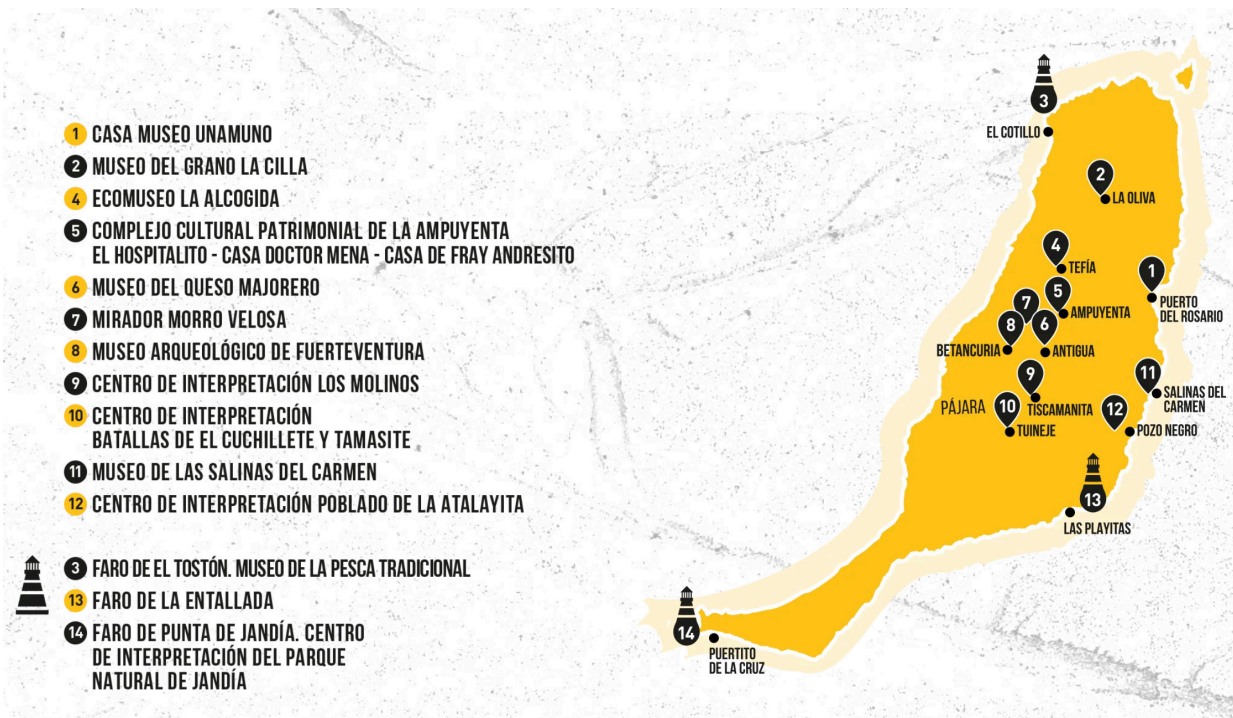 1 CASA MUSEO UNAMUNO
2 MUSEO DEL GRANO LA CILLA
4 ECOMUSEO LA ALCOGIDA
5 COMPLEJO CULTURAL PATRIMONIAL DE LA AMPUYENTA
EL HOSPITALITO - CASA DOCTOR MENA - CASA DE FRAY ANDRESITO
6 MUSEO DEL QUESO MAJORERO
7 MIRADOR MORRO VELOSA
8 MUSEO ARQUEOLÓGICO DE FUERTEVENTURA
9 CENTRO DE INTERPRETACIÓN LOS MOLINOS
10 CENTRO DE INTERPRETACIÓN
BATALLAS DE EL CUCHILLETE Y TAMASITE
11 MUSEO DE LAS SALINAS DEL CARMEN
12 CENTRO DE INTERPRETACIÓN POBLADO DE LA ATALAYITA
3 FARO DE EL TOSTÓN. MUSEO DE LA PESCA TRADICIONAL
13 FARO DE LA ENTALLADA
14 FARO DE PUNTA DE JANDÍA. CENTRO
DE INTERPRETACIÓN DEL PARQUE
NATURAL DE JANDÍA
3
EL COTILLO
2
LA OLIVA
4
TEFÍA
1
PUERTO
DEL ROSARIO
5
AMPUYENTA
7
8
BETANCURIA
6
ANTIGUA
9
TISCAMANITA
11
SALINAS DEL
CARMEN
PÁJARA
10
TUINEJE
12
POZO NEGRO
13
LAS PLAYITAS
14
PUERTITO
DE LA CRUZ